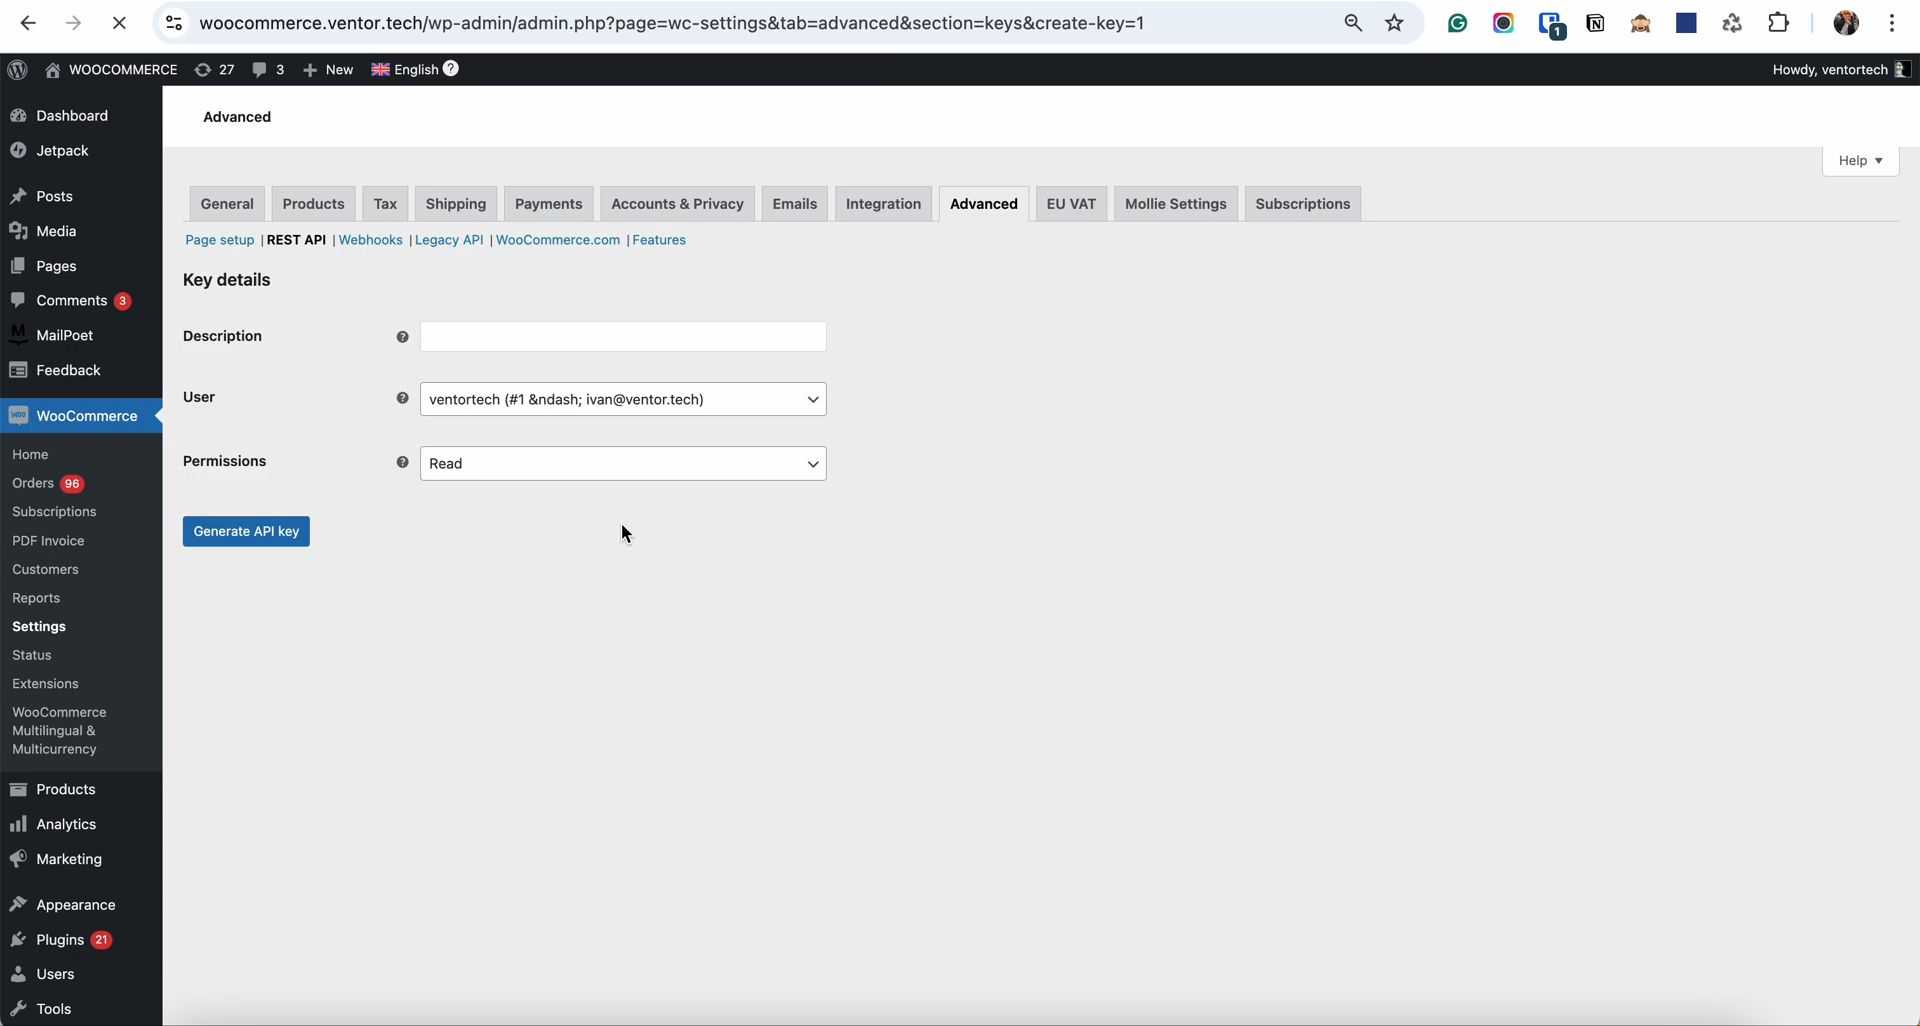 woocommerce.ventor.tech/wp-admin/admin.php?page=wc-settings&tab=advanced&section=keys&create-key=1
1
WOOCOMMERCE 27 3 New English ? Howdy, ventortech
Dashboard
Jetpack
Posts
Media
Pages
Comments 3
M MailPoet
Feedback
woo WooCommerce
Home
Orders 96
Subscriptions
PDF Invoice
Customers
Reports
Settings
Status
Extensions
WooCommerce
Multilingual &
Multicurrency
Products
Analytics
Marketing
Appearance
Plugins 21
Users
Tools
Advanced
Help ▼
General Products Tax Shipping Payments Accounts & Privacy Emails Integration Advanced EU VAT Mollie Settings Subscriptions
Page setup | REST API | Webhooks | Legacy API | WooCommerce.com | Features
Key details
Description ?
User ? ventortech (#1 &ndash; ivan@ventor.tech)
Permissions ? Read
Generate API key